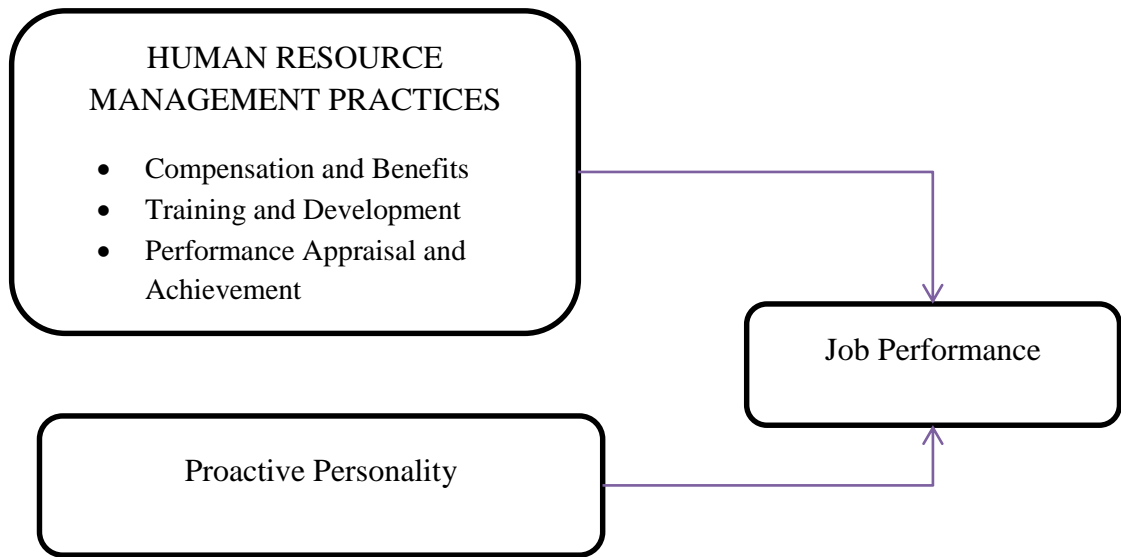 HUMAN RESOURCE
MANAGEMENT PRACTICES
• Compensation and Benefits
• Training and Development
• Performance Appraisal and
Achievement
Job Performance
Proactive Personality